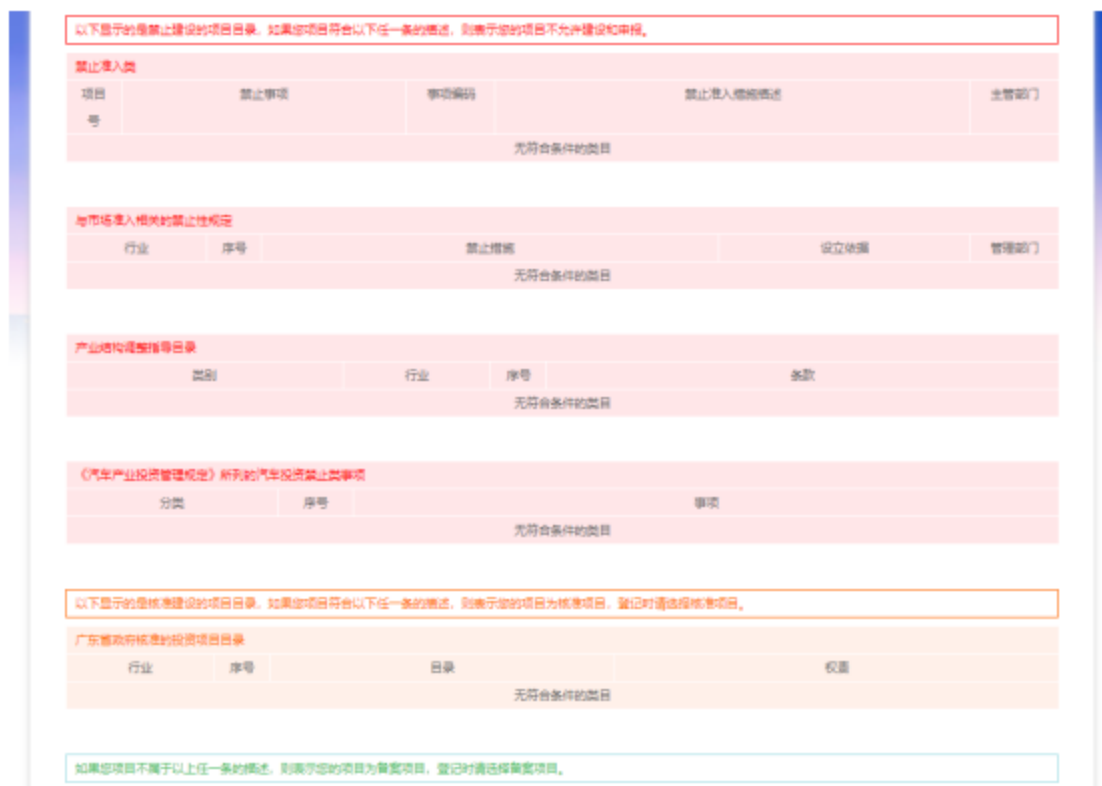 以下显示的是禁止建设的项目目录，如果您项目符合以下任一条的描述，则表示您的项目不允许建设和申报。
禁止准入类
项目号 禁止事项 事项编码 禁止准入措施描述 主管部门
无符合条件的类目
与市场准入相关的禁止性规定
行业 序号 禁止措施 设立依据 管理部门
无符合条件的类目
产业结构调整指导目录
类别 行业 序号 条款
无符合条件的类目
《汽车产业投资管理规定》所列的汽车投资禁止类事项
分类 序号 事项
无符合条件的类目
以下显示的是核准建设的项目目录，如果您项目符合以下任一条的描述，则表示您的项目为核准项目，登记时请选择核准项目。
广东省政府核准的投资项目目录
行业 序号 目录 权重
无符合条件的类目
如果您项目不属于以上任一条的描述，则表示您的项目为备案项目，登记时请选择备案项目。